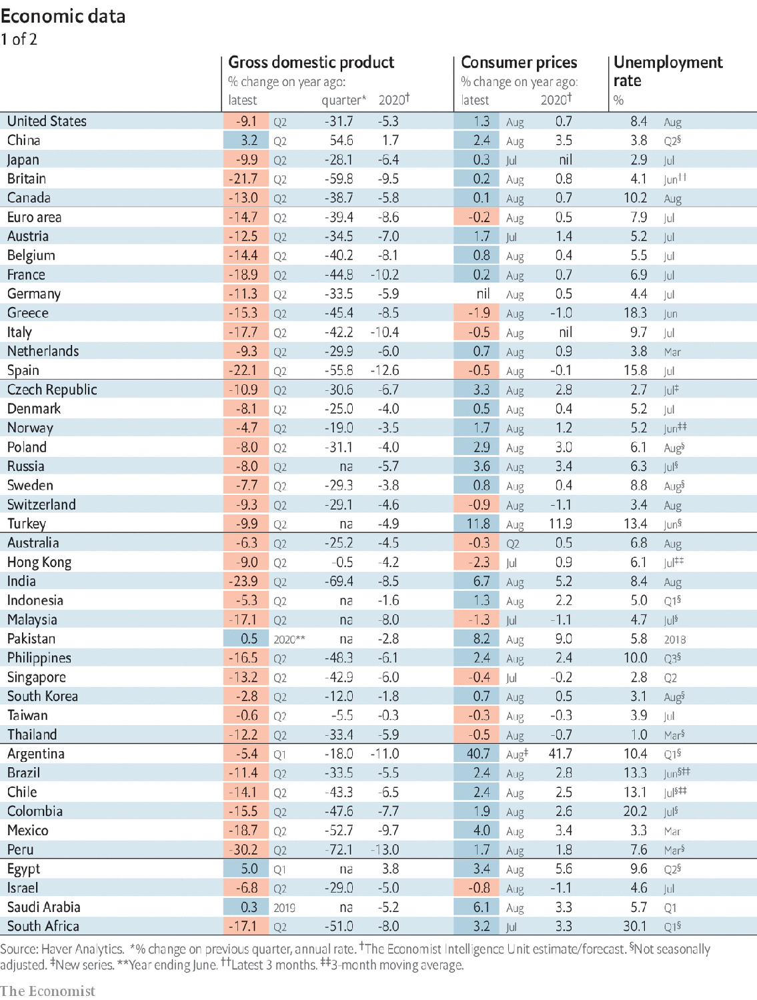 Economic data
1 of 2
Gross domestic product Consumer prices Unemployment
% change on year ago: % change on year ago: rate
latest quarter* 2020† latest 2020† %
United States -9.1 Q2 -31.7 -5.3 1.3 Aug 0.7 8.4 Aug
China 3.2 Q2 54.6 1.7 2.4 Aug 3.5 3.8 Q2§
Japan -9.9 Q2 -28.1 -6.4 0.3 Jul nil 2.9 Jul
Britain -21.7 Q2 -59.8 -9.5 0.2 Aug 0.8 4.1 Jun††
Canada -13.0 Q2 -38.7 -5.8 0.1 Aug 0.7 10.2 Aug
Euro area -14.7 Q2 -39.4 -8.6 -0.2 Aug 0.5 7.9 Jul
Austria -12.5 Q2 -34.5 -7.0 1.7 Jul 1.4 5.2 Jul
Belgium -14.4 Q2 -40.2 -8.1 0.8 Aug 0.4 5.5 Jul
France -18.9 Q2 -44.8 -10.2 0.2 Aug 0.7 6.9 Jul
Germany -11.3 Q2 -33.5 -5.9 nil Aug 0.5 4.4 Jul
Greece -15.3 Q2 -45.4 -8.5 -1.9 Aug -1.0 18.3 Jun
Italy -17.7 Q2 -42.2 -10.4 -0.5 Aug nil 9.7 Jul
Netherlands -9.3 Q2 -29.9 -6.0 0.7 Aug 0.9 3.8 Mar
Spain -22.1 Q2 -55.8 -12.6 -0.5 Aug -0.1 15.8 Jul
Czech Republic -10.9 Q2 -30.6 -6.7 3.3 Aug 2.8 2.7 Jul‡
Denmark -8.1 Q2 -25.0 -4.0 0.5 Aug 0.4 5.2 Jul
Norway -4.7 Q2 -19.0 -3.5 1.7 Aug 1.2 5.2 Jun‡‡
Poland -8.0 Q2 -31.1 -4.0 2.9 Aug 3.0 6.1 Aug§
Russia -8.0 Q2 na -5.7 3.6 Aug 3.4 6.3 Jul§
Sweden -7.7 Q2 -29.3 -3.8 0.8 Aug 0.4 8.8 Aug§
Switzerland -9.3 Q2 -29.1 -4.6 -0.9 Aug -1.1 3.4 Aug
Turkey -9.9 Q2 na -4.9 11.8 Aug 11.9 13.4 Jun§
Australia -6.3 Q2 -25.2 -4.5 -0.3 Q2 0.5 6.8 Aug
Hong Kong -9.0 Q2 -0.5 -4.2 -2.3 Jul 0.9 6.1 Jul‡‡
India -23.9 Q2 -69.4 -8.5 6.7 Aug 5.2 8.4 Aug
Indonesia -5.3 Q2 na -1.6 1.3 Aug 2.2 5.0 Q1§
Malaysia -17.1 Q2 na -8.0 -1.3 Jul -1.1 4.7 Jul§
Pakistan 0.5 2020** na -2.8 8.2 Aug 9.0 5.8 2018
Philippines -16.5 Q2 -48.3 -6.1 2.4 Aug 2.4 10.0 Q3§
Singapore -13.2 Q2 -42.9 -6.0 -0.4 Jul -0.2 2.8 Q2
South Korea -2.8 Q2 -12.0 -1.8 0.7 Aug 0.5 3.1 Aug§
Taiwan -0.6 Q2 -5.5 -0.3 -0.3 Aug -0.3 3.9 Jul
Thailand -12.2 Q2 -33.4 -5.9 -0.5 Aug -0.7 1.0 Mar§
Argentina -5.4 Q1 -18.0 -11.0 40.7 Aug‡ 41.7 10.4 Q1§
Brazil -11.4 Q2 -33.5 -5.5 2.4 Aug 2.8 13.3 Jun§‡‡
Chile -14.1 Q2 -43.3 -6.5 2.4 Aug 2.5 13.1 Jul§‡‡
Colombia -15.5 Q2 -47.6 -7.7 1.9 Aug 2.6 20.2 Jul§
Mexico -18.7 Q2 -52.7 -9.7 4.0 Aug 3.4 3.3 Mar
Peru -30.2 Q2 -72.1 -13.0 1.7 Aug 1.8 7.6 Mar§
Egypt 5.0 Q1 na 3.8 3.4 Aug 5.6 9.6 Q2§
Israel -6.8 Q2 -29.0 -5.0 -0.8 Aug -1.1 4.6 Jul
Saudi Arabia 0.3 2019 na -5.2 6.1 Aug 3.3 5.7 Q1
South Africa -17.1 Q2 -51.0 -8.0 3.2 Jul 3.3 30.1 Q1§
Source: Haver Analytics. *% change on previous quarter, annual rate. †The Economist Intelligence Unit estimate/forecast. §Not seasonally
adjusted. ‡New series. **Year ending June. ††Latest 3 months. ‡‡3-month moving average.
The Economist